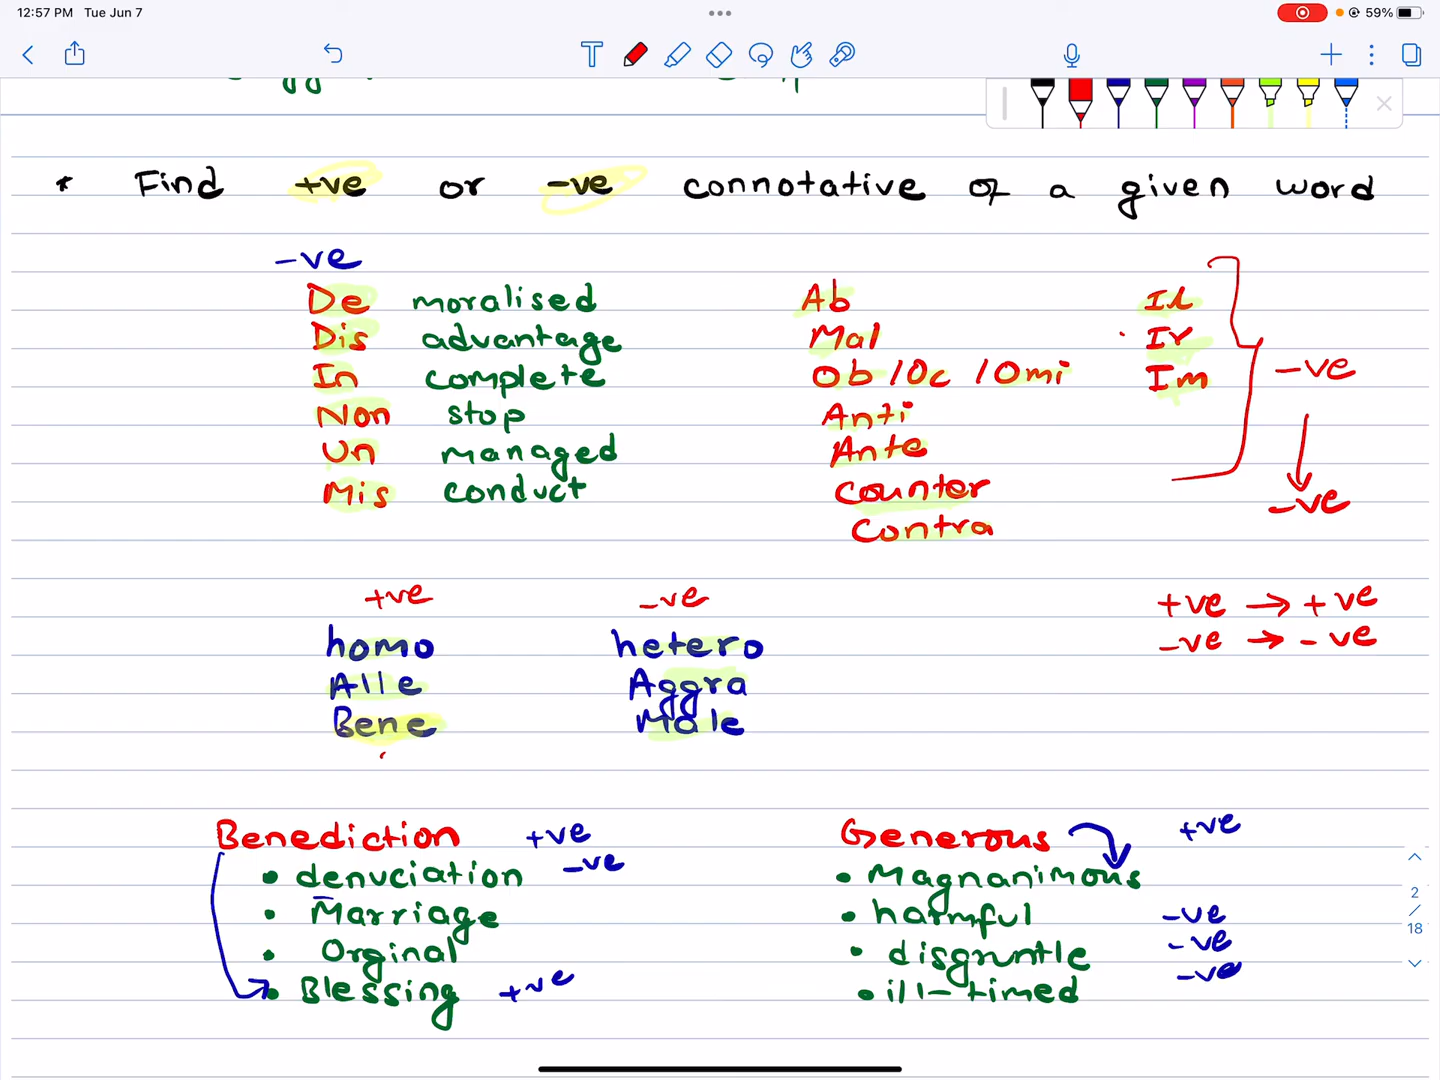 12:57 PM Tue Jun 7
59%
* Find +ve or -ve connotative of a given word
-ve
De moralised Ab Il
Dis advantage Mal Ir
In complete Ob/Oc/Omi Im -ve
Non stop Anti
Un managed Ante
Mis conduct Counter -ve
Contra
+ve -ve +ve → +ve
homo hetero -ve → -ve
Alle Aggra
Bene Male
Benediction +ve Generous +ve
• denuciation -ve • Magnanimous
• Marriage • harmful -ve
• Orginal • disgruntle -ve
• Blessing +ve • ill-timed -ve
2
/
18